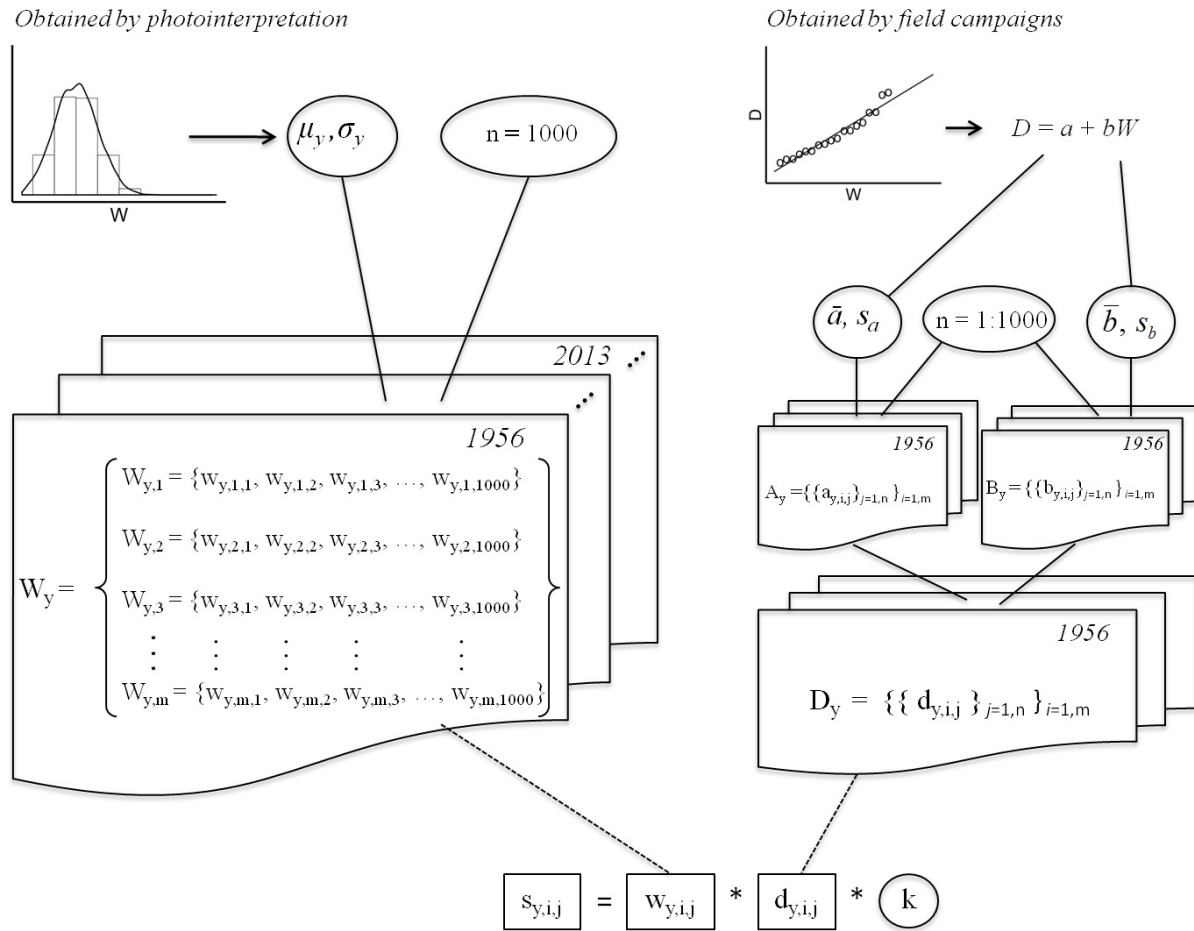 Obtained by photointerpretation
W
μy, σy
n = 1000
2013 ...
...
1956
Wy =
Wy,1 = {wy,1,1, wy,1,2, wy,1,3, ..., wy,1,1000}
Wy,2 = {wy,2,1, wy,2,2, wy,2,3, ..., wy,2,1000}
Wy,3 = {wy,3,1, wy,3,2, wy,3,3, ..., wy,3,1000}
⋮ ⋮ ⋮ ⋮ ⋮
Wy,m = {wy,m,1, wy,m,2, wy,m,3, ..., wy,m,1000}
Obtained by field campaigns
D
W
D = a + bW
ā, sa
n = 1:1000
b̄, sb
1956
Ay ={{ay,i,j}j=1,n }i=1,m
1956
By={{by,i,j}j=1,n }i=1,m
1956
Dy = {{ dy,i,j }j=1,n }i=1,m
sy,i,j = wy,i,j * dy,i,j * k